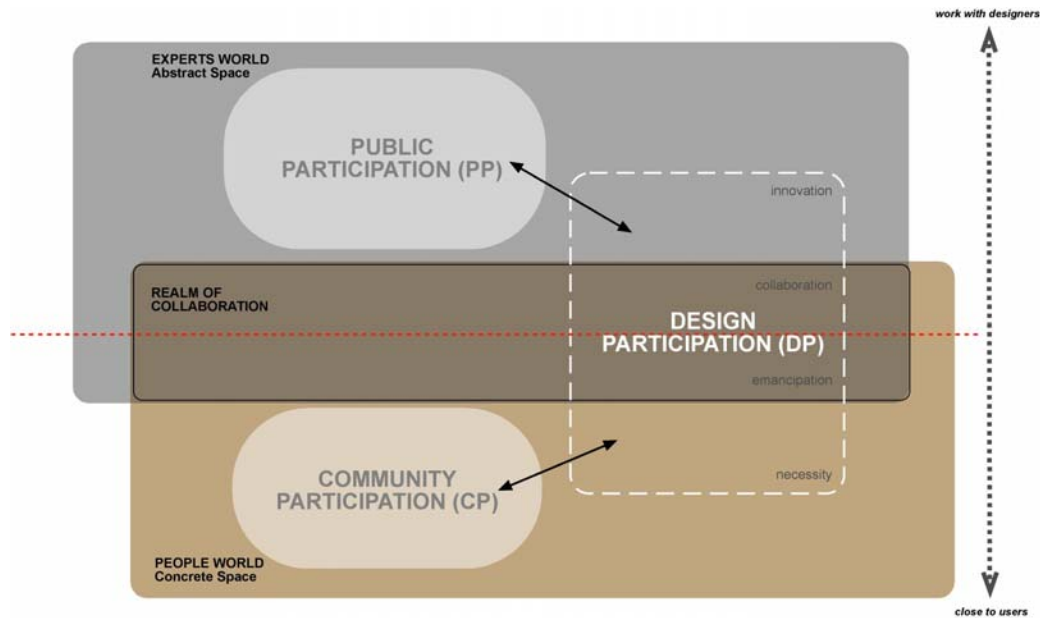 work with designers
EXPERTS WORLD
Abstract Space
PUBLIC
PARTICIPATION (PP)
innovation
collaboration
REALM OF
COLLABORATION
DESIGN
PARTICIPATION (DP)
emancipation
COMMUNITY
PARTICIPATION (CP)
necessity
PEOPLE WORLD
Concrete Space
close to users